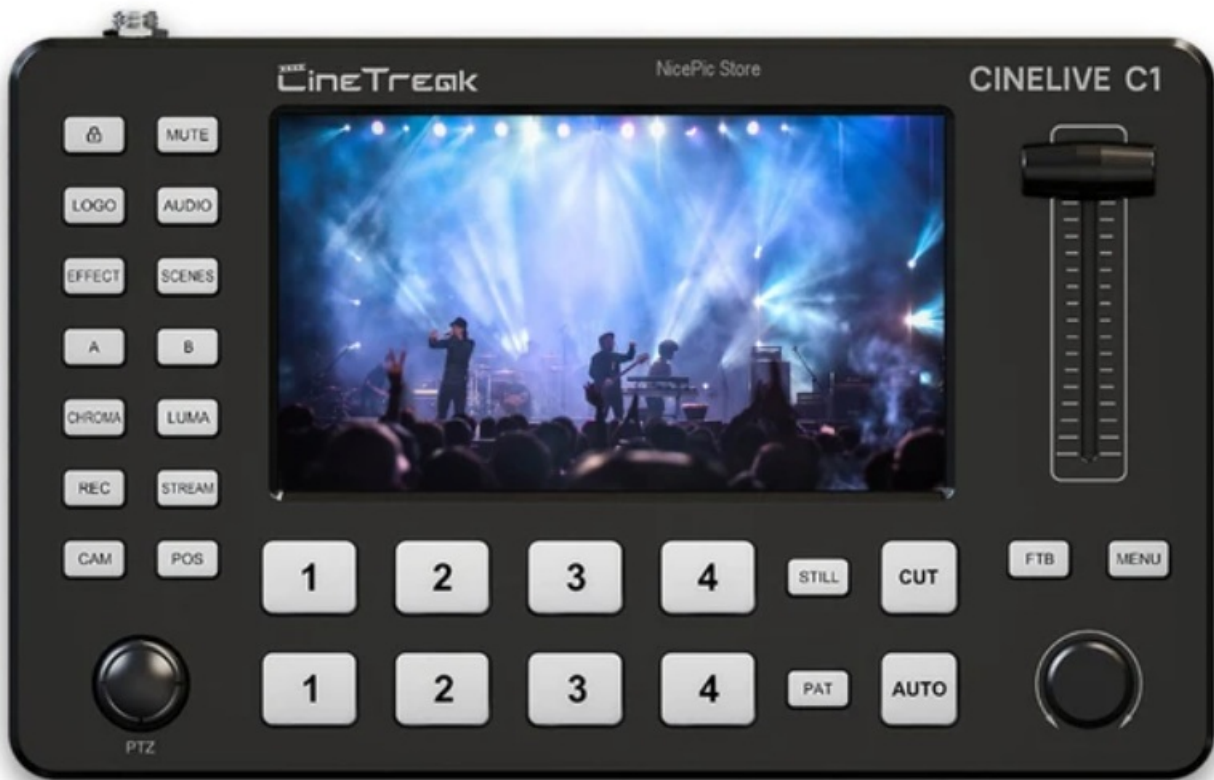 CineTreak
NicePic Store
CINELIVE C1
MUTE
LOGO AUDIO
EFFECT SCENES
A B
CHROMA LUMA
REC STREAM
CAM POS
1 2 3 4 STILL CUT
FTB MENU
1 2 3 4 PAT AUTO
PTZ